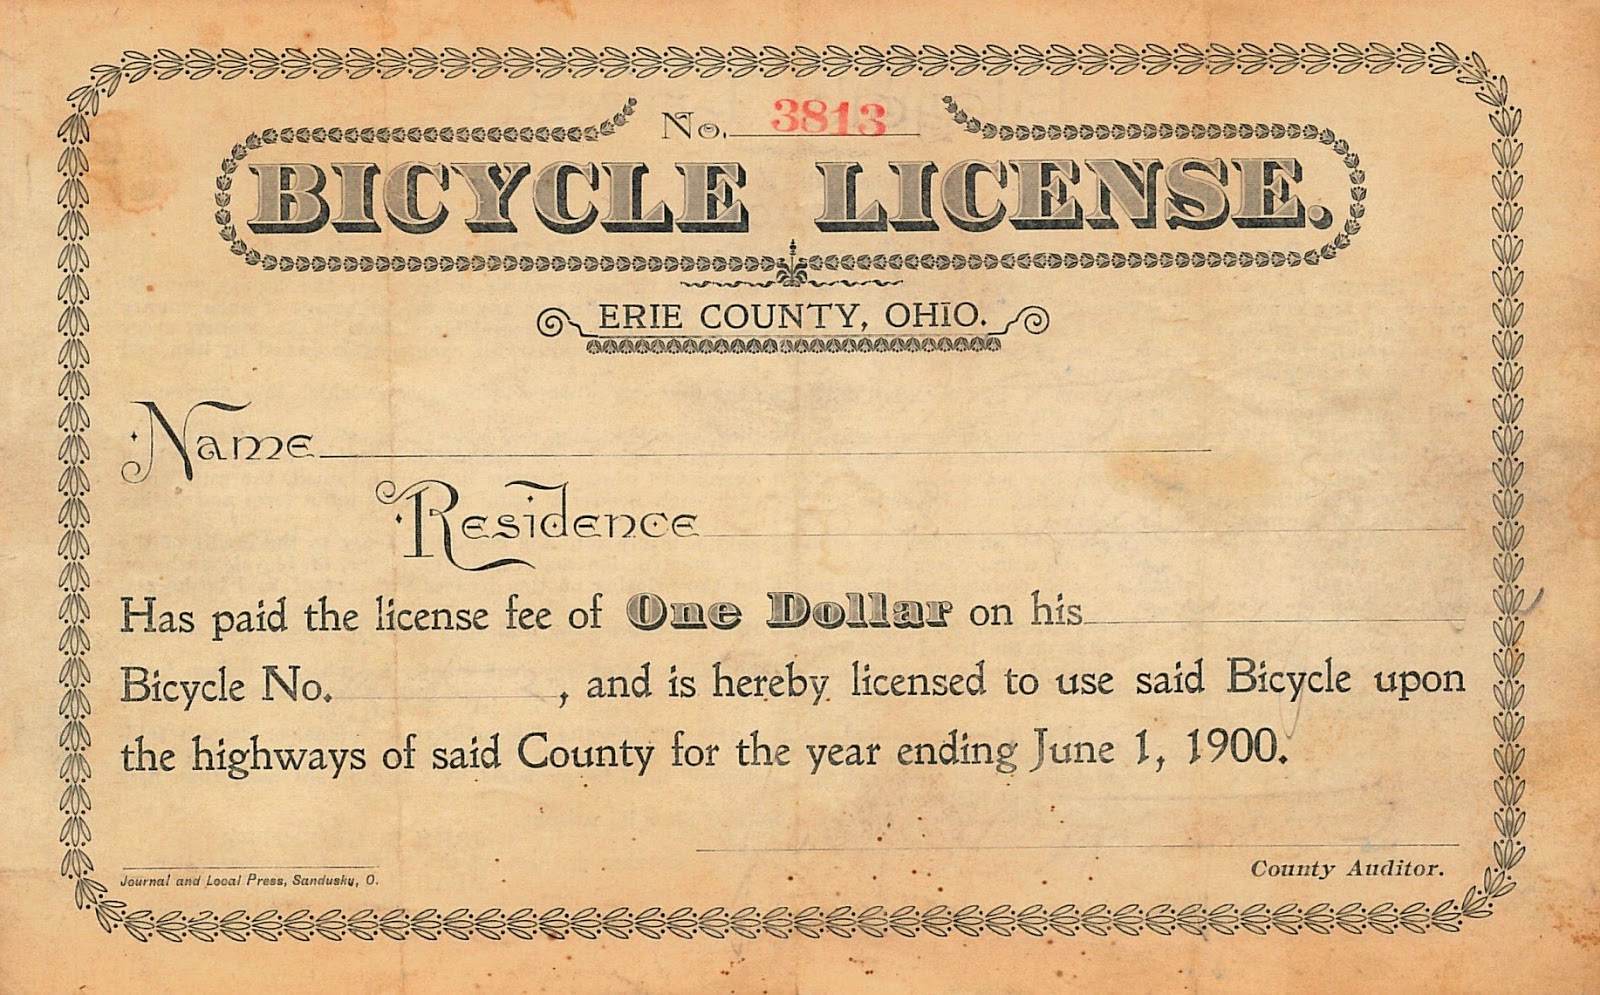 No. 3813
BICYCLE LICENSE.
ERIE COUNTY, OHIO.
Name
Residence
Has paid the license fee of One Dollar on his
Bicycle No. , and is hereby licensed to use said Bicycle upon
the highways of said County for the year ending June 1, 1900.
County Auditor.
Journal and Local Press, Sandusky, O.